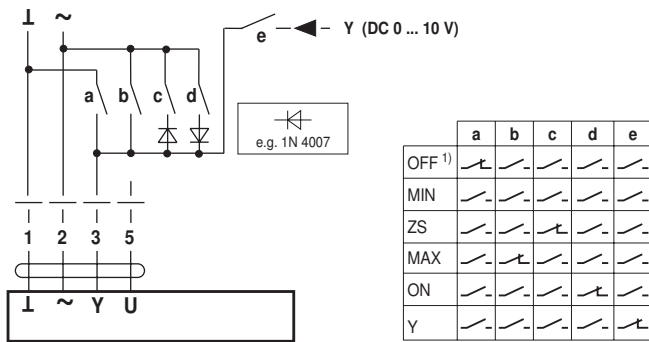 ⊥ ~
e Y (DC 0 ... 10 V)
a b c d
e.g. 1N 4007
1 2 3 5
⊥ ~ Y U
a b c d e
OFF 1)
MIN
ZS
MAX
ON
Y